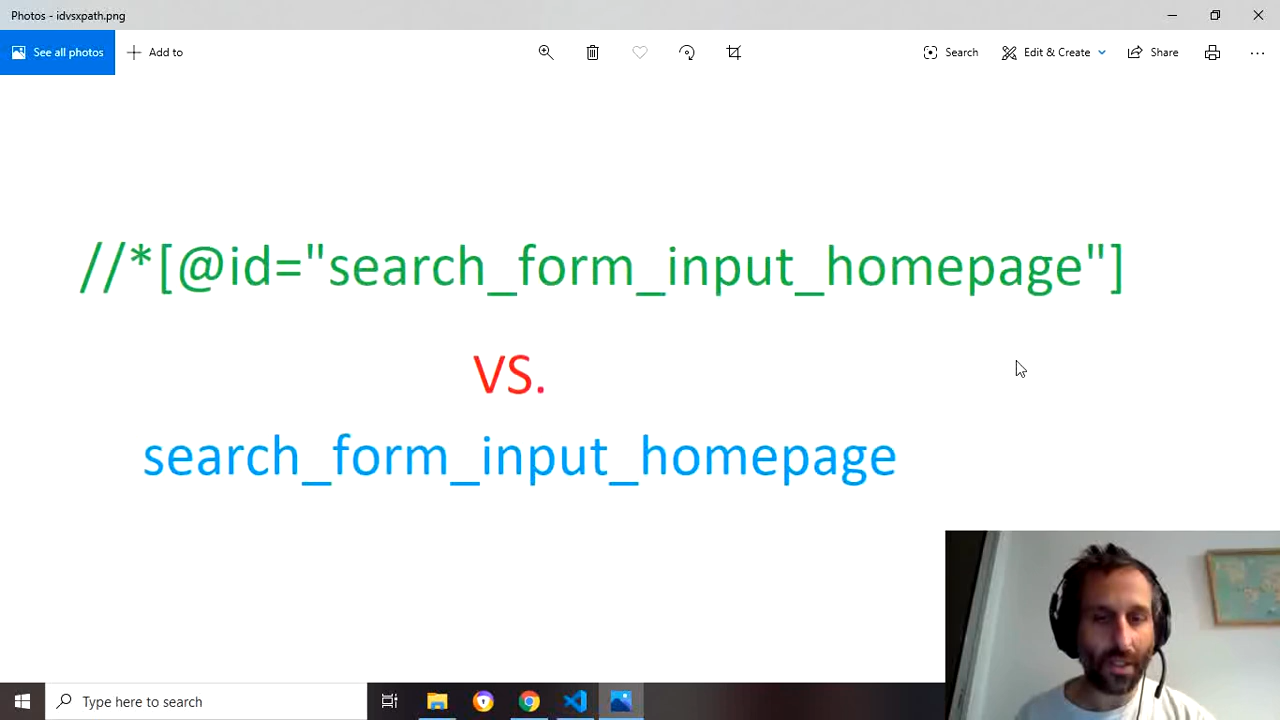 Photos - idvsxpath.png
See all photos
Add to
Search
Edit & Create
Share
//*[@id="search_form_input_homepage"]
VS.
search_form_input_homepage
Type here to search